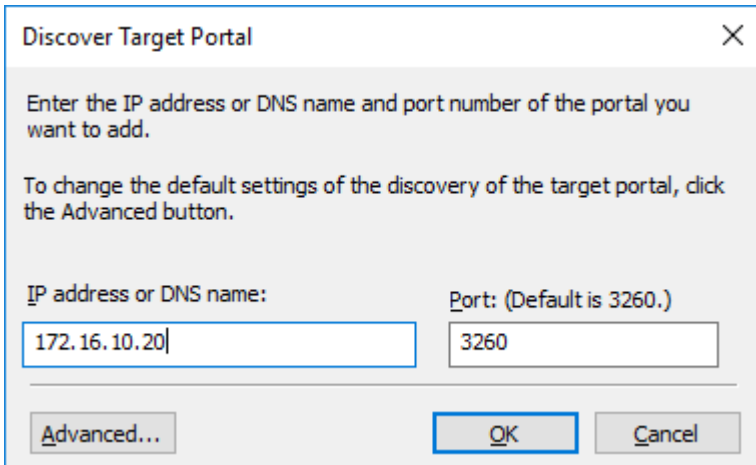 Discover Target Portal
Enter the IP address or DNS name and port number of the portal you
want to add.
To change the default settings of the discovery of the target portal, click
the Advanced button.
IP address or DNS name:
Port: (Default is 3260.)
172.16.10.20
3260
Advanced...
OK
Cancel